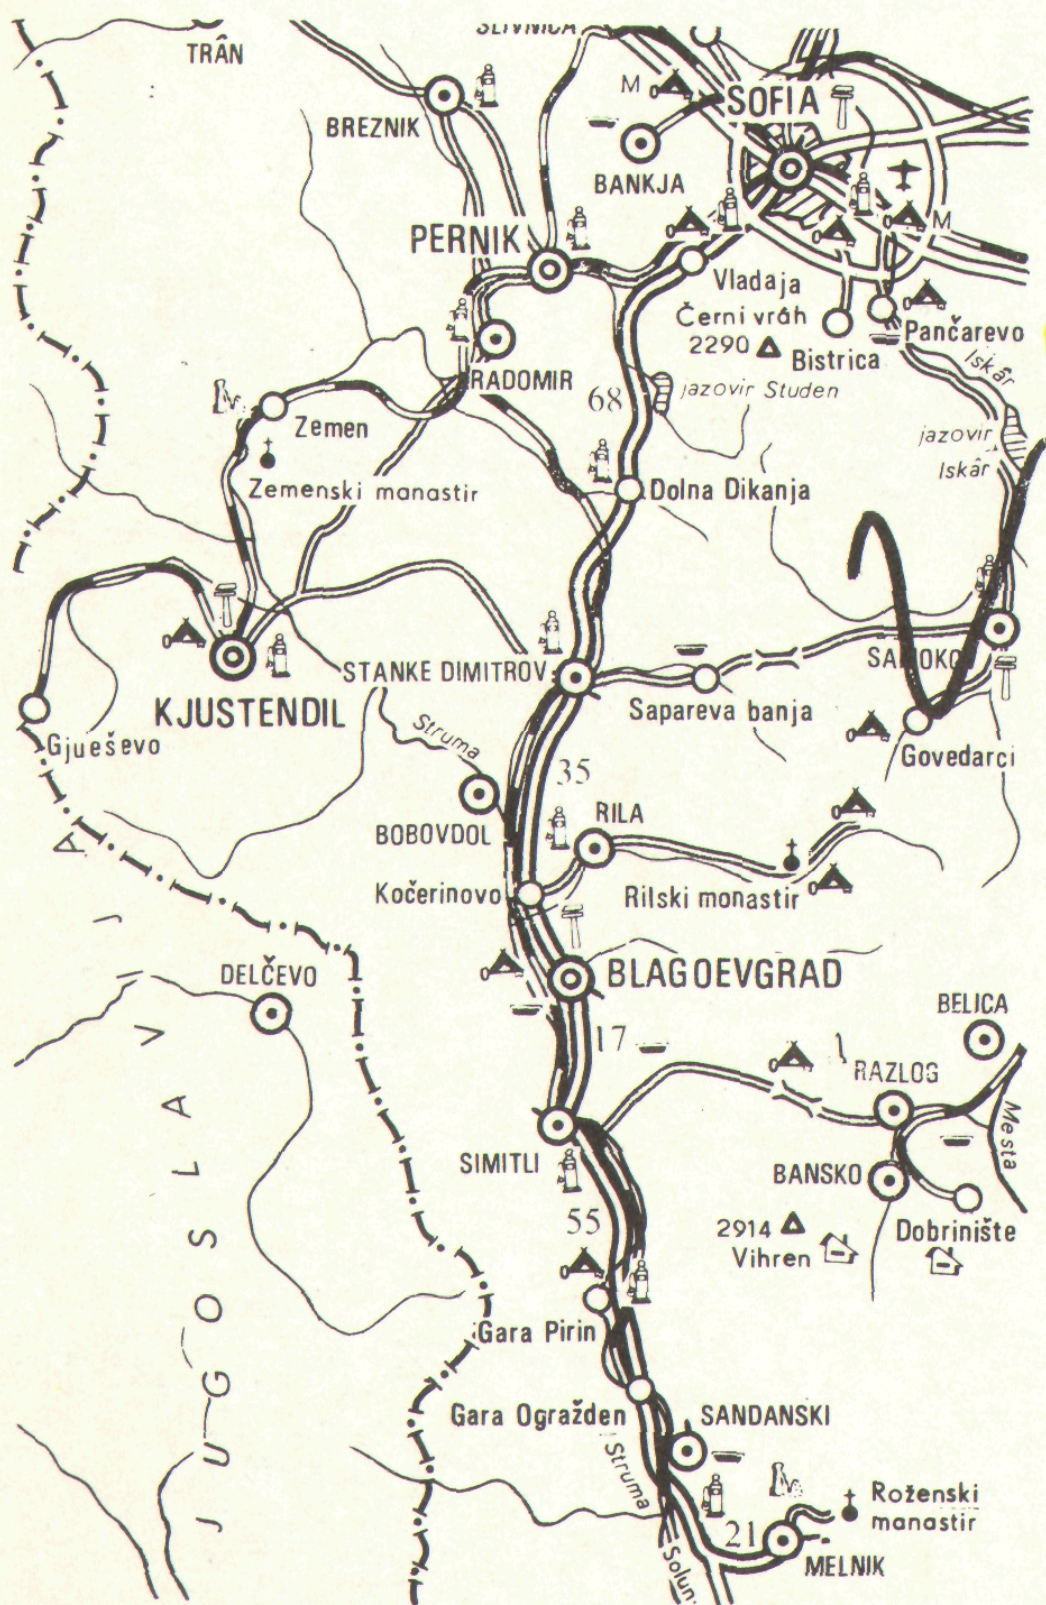 SLIVNICA
TRÂN
M
SOFIA
BREZNIK
BANKJA
PERNIK
M
Vladaja
Černi vrâh
2290
Bistrica
Pančarevo
Iskâr
RADOMIR
68
jazovir Studen
jazovir
Iskâr
Zemen
Zemenski manastir
Dolna Dikanja
STANKE DIMITROV
SAMOKOV
KJUSTENDIL
Sapareva banja
Gjueševo
Struma
Govedarci
35
BOBOVDOL
RILA
Kočerinovo
Rilski monastir
DELČEVO
BLAGOEVGRAD
BELICA
17
RAZLOG
Mesta
SIMITLI
BANSKO
55
2914
Vihren
Dobrinište
Gara Pirin
JUGOSLAVIJA
Gara Ogražden
SANDANSKI
Struma
Roženski
manastir
21
MELNIK
Solun